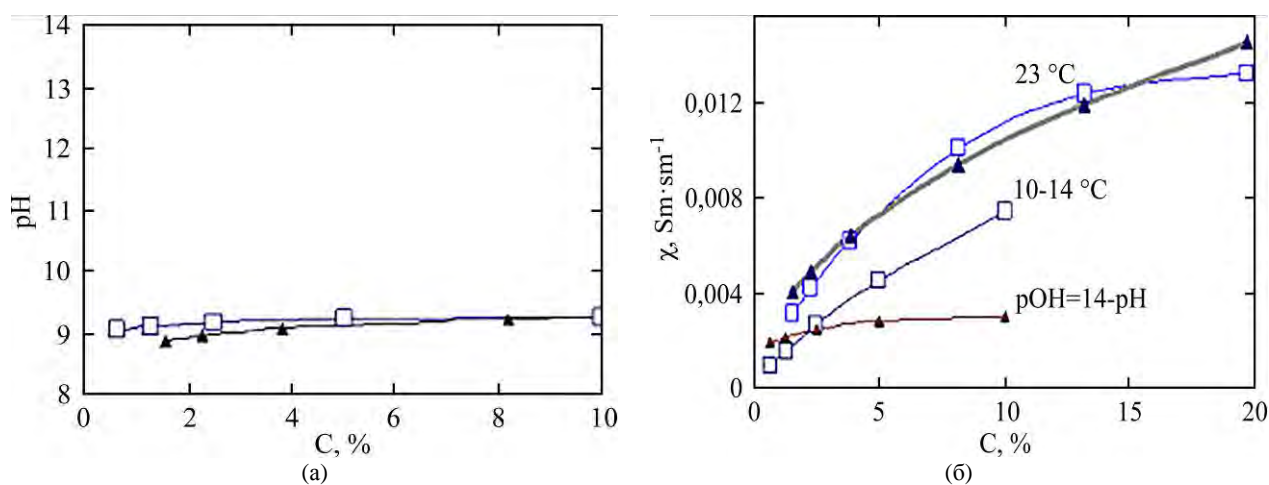 14
13
12
11
10
9
8
pH
0 2 4 6 8 10
C, %
(а)
0,012
0,008
0,004
0
χ, Sm·sm⁻¹
23 °C
10-14 °C
pOH=14-pH
0 5 10 15 20
C, %
(б)